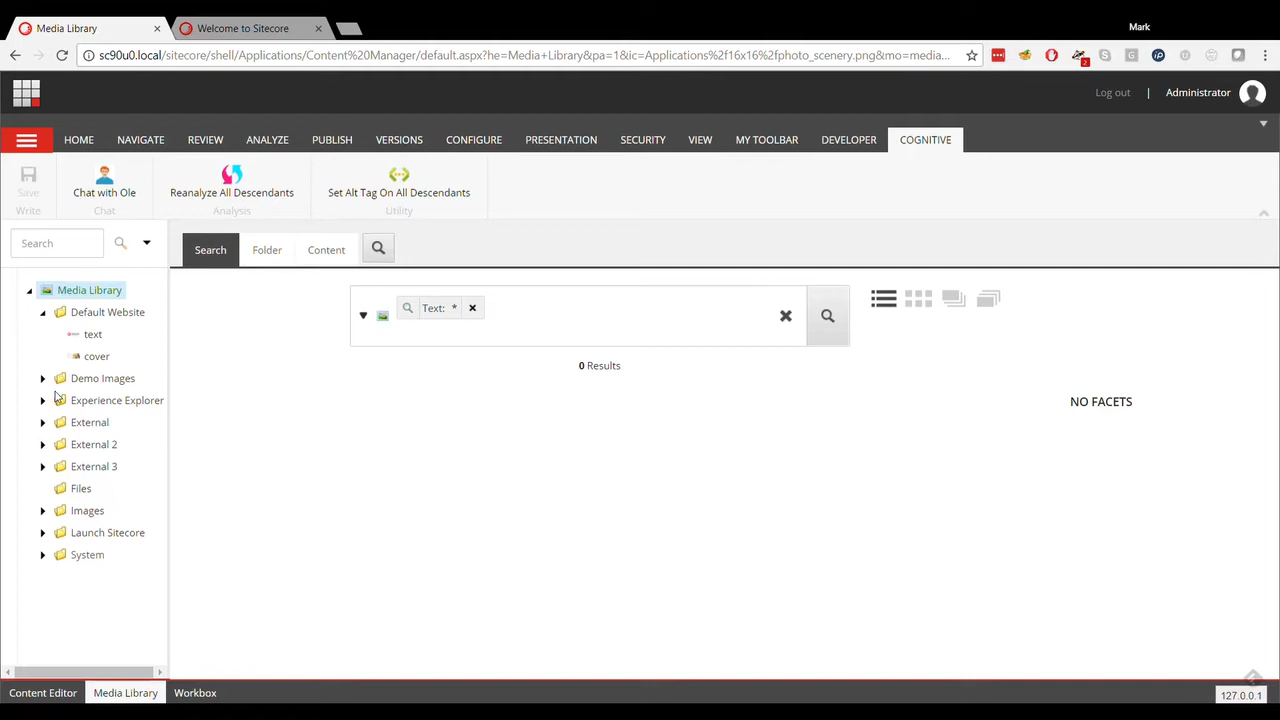 Media Library
Welcome to Sitecore
Mark
sc90u0.local/sitecore/shell/Applications/Content%20Manager/default.aspx?he=Media+Library&pa=1&ic=Applications%2f16x16%2fphoto_scenery.png&mo=media...
2
Log out | Administrator
HOME NAVIGATE REVIEW ANALYZE PUBLISH VERSIONS CONFIGURE PRESENTATION SECURITY VIEW MY TOOLBAR DEVELOPER COGNITIVE
Save Chat with Ole Reanalyze All Descendants Set Alt Tag On All Descendants
Write Chat Analysis Utility
Search
Search Folder Content
Media Library
Default Website
text
cover
Demo Images
Experience Explorer
External
External 2
External 3
Files
Images
Launch Sitecore
System
Text: *
0 Results
NO FACETS
Content Editor Media Library Workbox
127.0.0.1